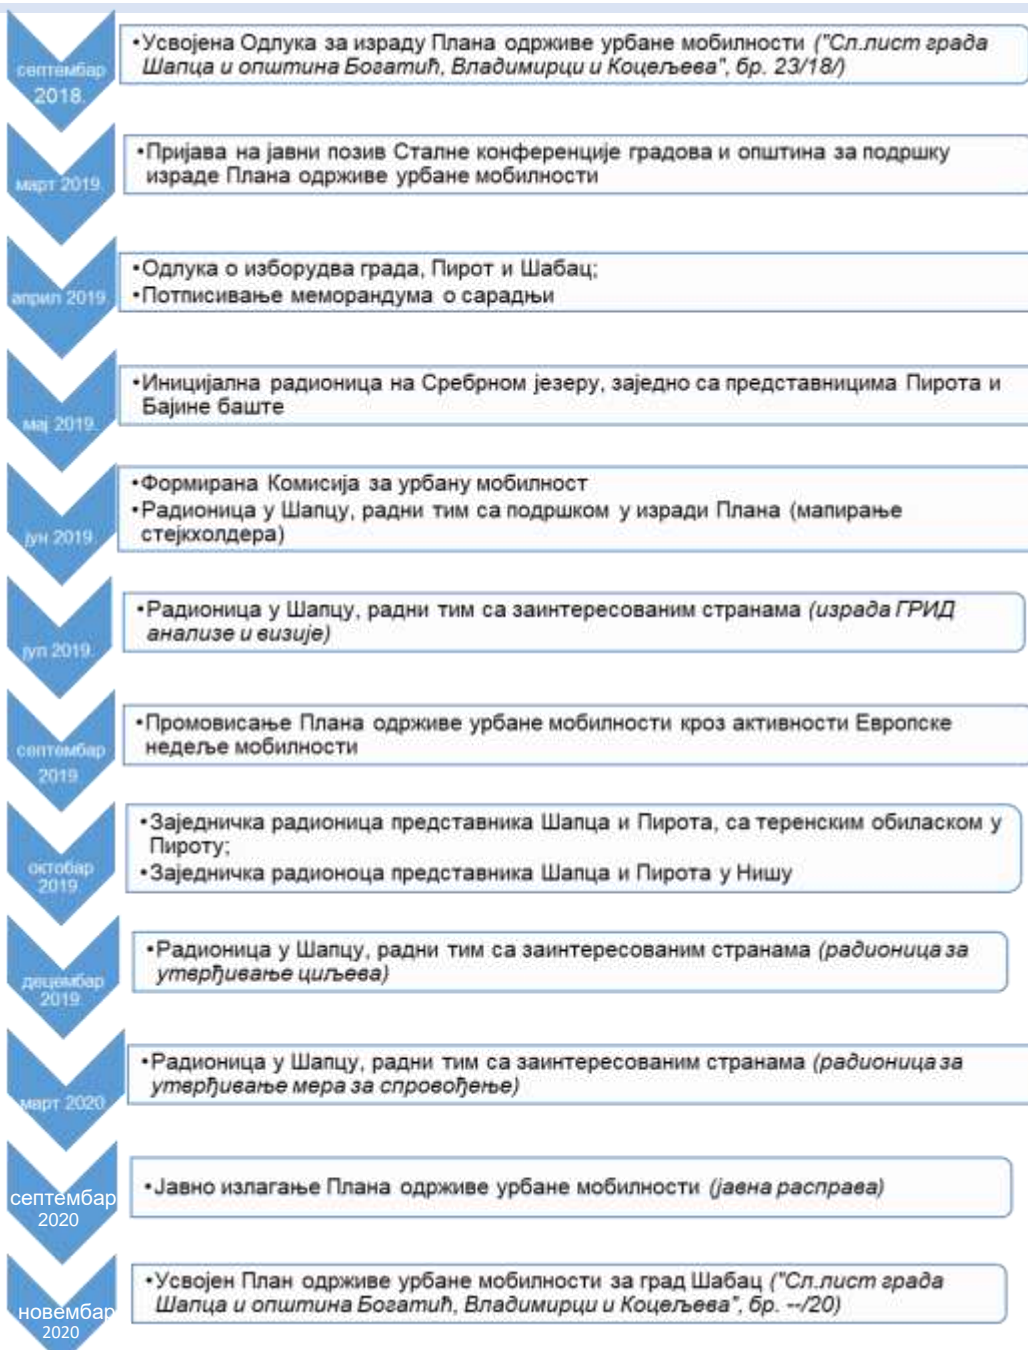 септембар
2018.
•Усвојена Одлука за израду Плана одрживе урбане мобилности ("Сл.лист града
Шапца и општина Богатић, Владимирци и Коцељева", бр. 23/18/)
март 2019.
•Пријава на јавни позив Сталне конференције градова и општина за подршку
израде Плана одрживе урбане мобилности
април 2019.
•Одлука о изборудва града, Пирот и Шабац;
•Потписивање меморандума о сарадњи
мај 2019.
•Иницијална радионица на Сребрном језеру, заједно са представницима Пирота и
Бајине баште
јун 2019.
•Формирана Комисија за урбану мобилност
•Радионица у Шапцу, радни тим са подршком у изради Плана (мапирање
стејкхолдера)
јул 2019.
•Радионица у Шапцу, радни тим са заинтересованим странама (израда ГРИД
анализе и визије)
септембар
2019.
•Промовисање Плана одрживе урбане мобилности кроз активности Европске
недеље мобилности
октобар
2019.
•Заједничка радионица представника Шапца и Пирота, са теренским обиласком у
Пироту;
•Заједничка радионоца представника Шапца и Пирота у Нишу
децембар
2019.
•Радионица у Шапцу, радни тим са заинтересованим странама (радионица за
утврђивање циљева)
март 2020.
•Радионица у Шапцу, радни тим са заинтересованим странама (радионица за
утврђивање мера за спровођење)
септембар
2020
•Јавно излагање Плана одрживе урбане мобилности (јавна расправа)
новембар
2020
•Усвојен План одрживе урбане мобилности за град Шабац ("Сл.лист града
Шапца и општина Богатић, Владимирци и Коцељева", бр. --/20)